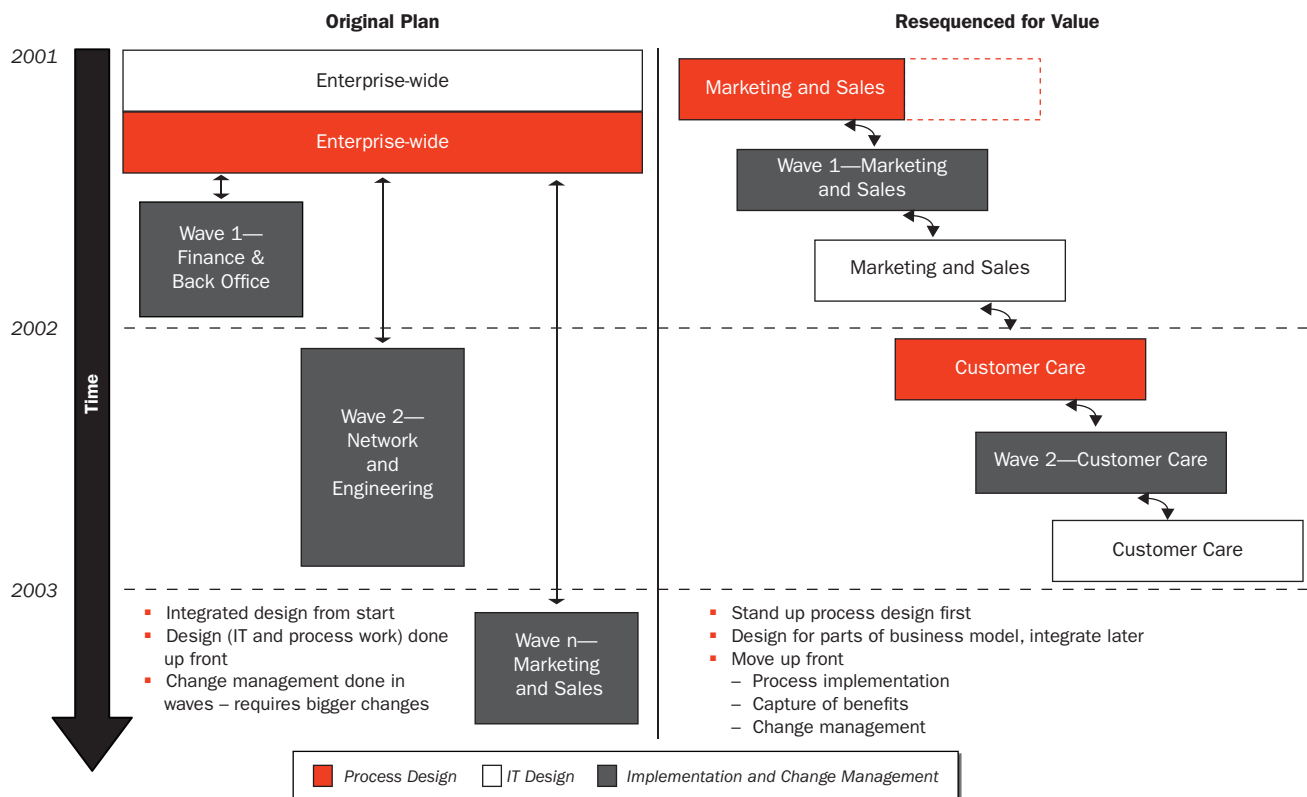 Original Plan
Resequenced for Value
2001
Enterprise-wide
Enterprise-wide
Wave 1—
Finance &
Back Office
2002
Wave 2—
Network
and
Engineering
2003
Wave n—
Marketing
and Sales
Time
▪ Integrated design from start
▪ Design (IT and process work) done
up front
▪ Change management done in
waves – requires bigger changes
Marketing and Sales
Wave 1—Marketing
and Sales
Marketing and Sales
Customer Care
Wave 2—Customer Care
Customer Care
▪ Stand up process design first
▪ Design for parts of business model, integrate later
▪ Move up front
– Process implementation
– Capture of benefits
– Change management
Process Design
IT Design
Implementation and Change Management